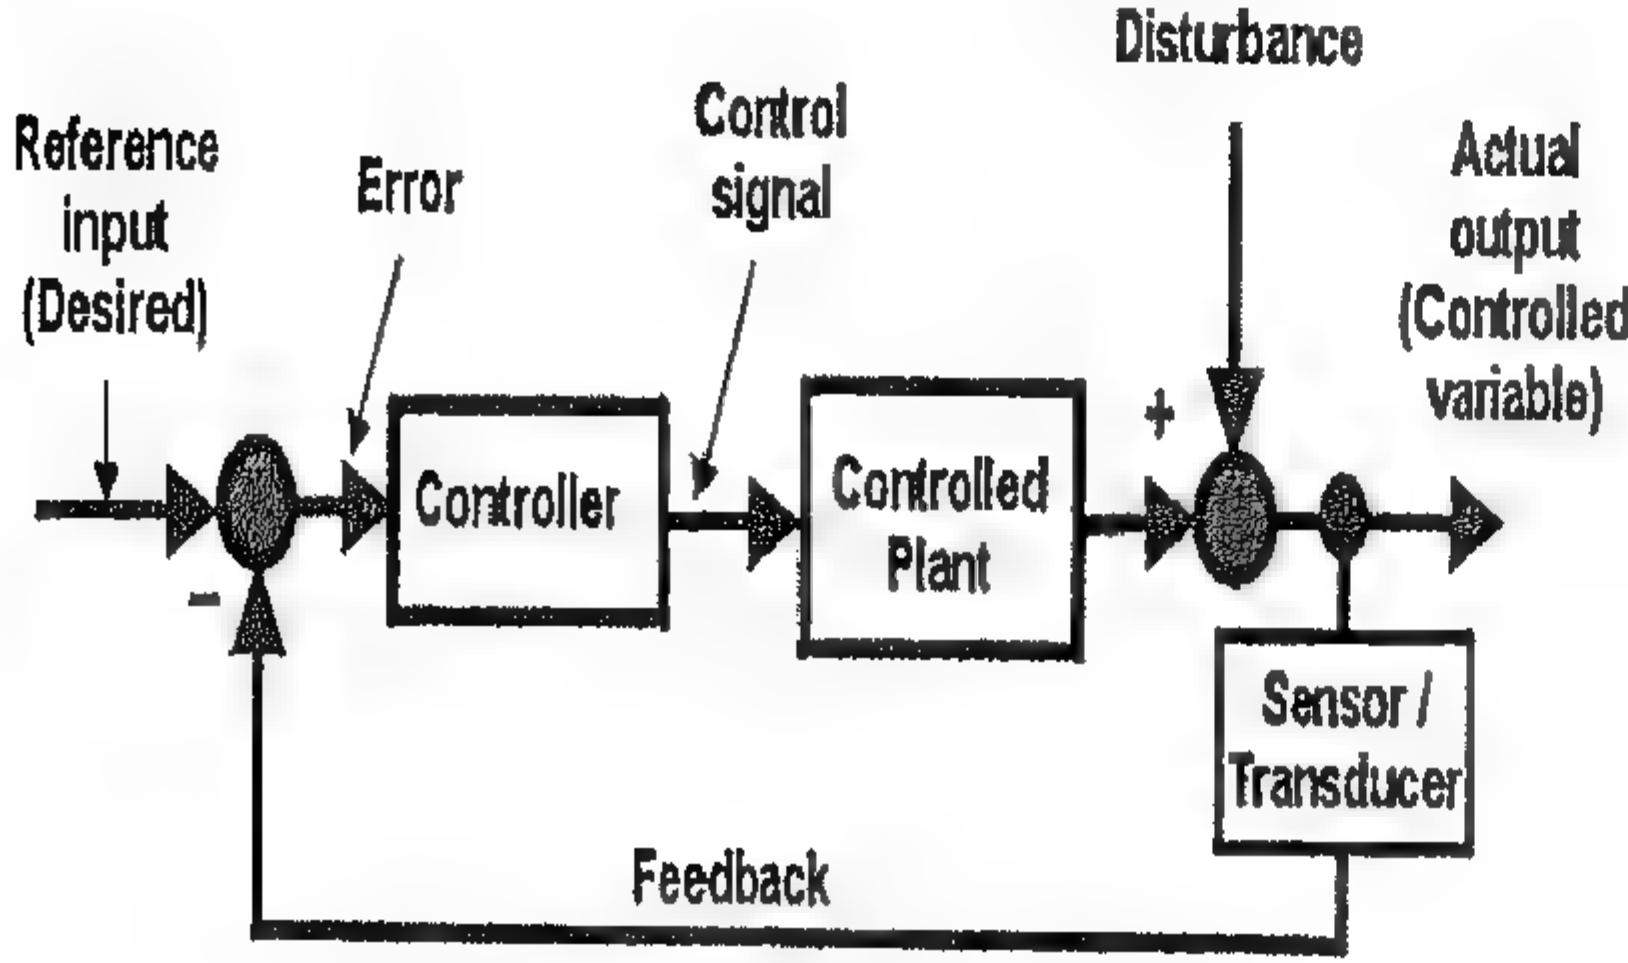 Disturbance
Reference
input
(Desired)
Error
Control
signal
Actual
output
(Controlled
variable)
+
Controller
Controlled
Plant
-
Sensor /
Transducer
Feedback